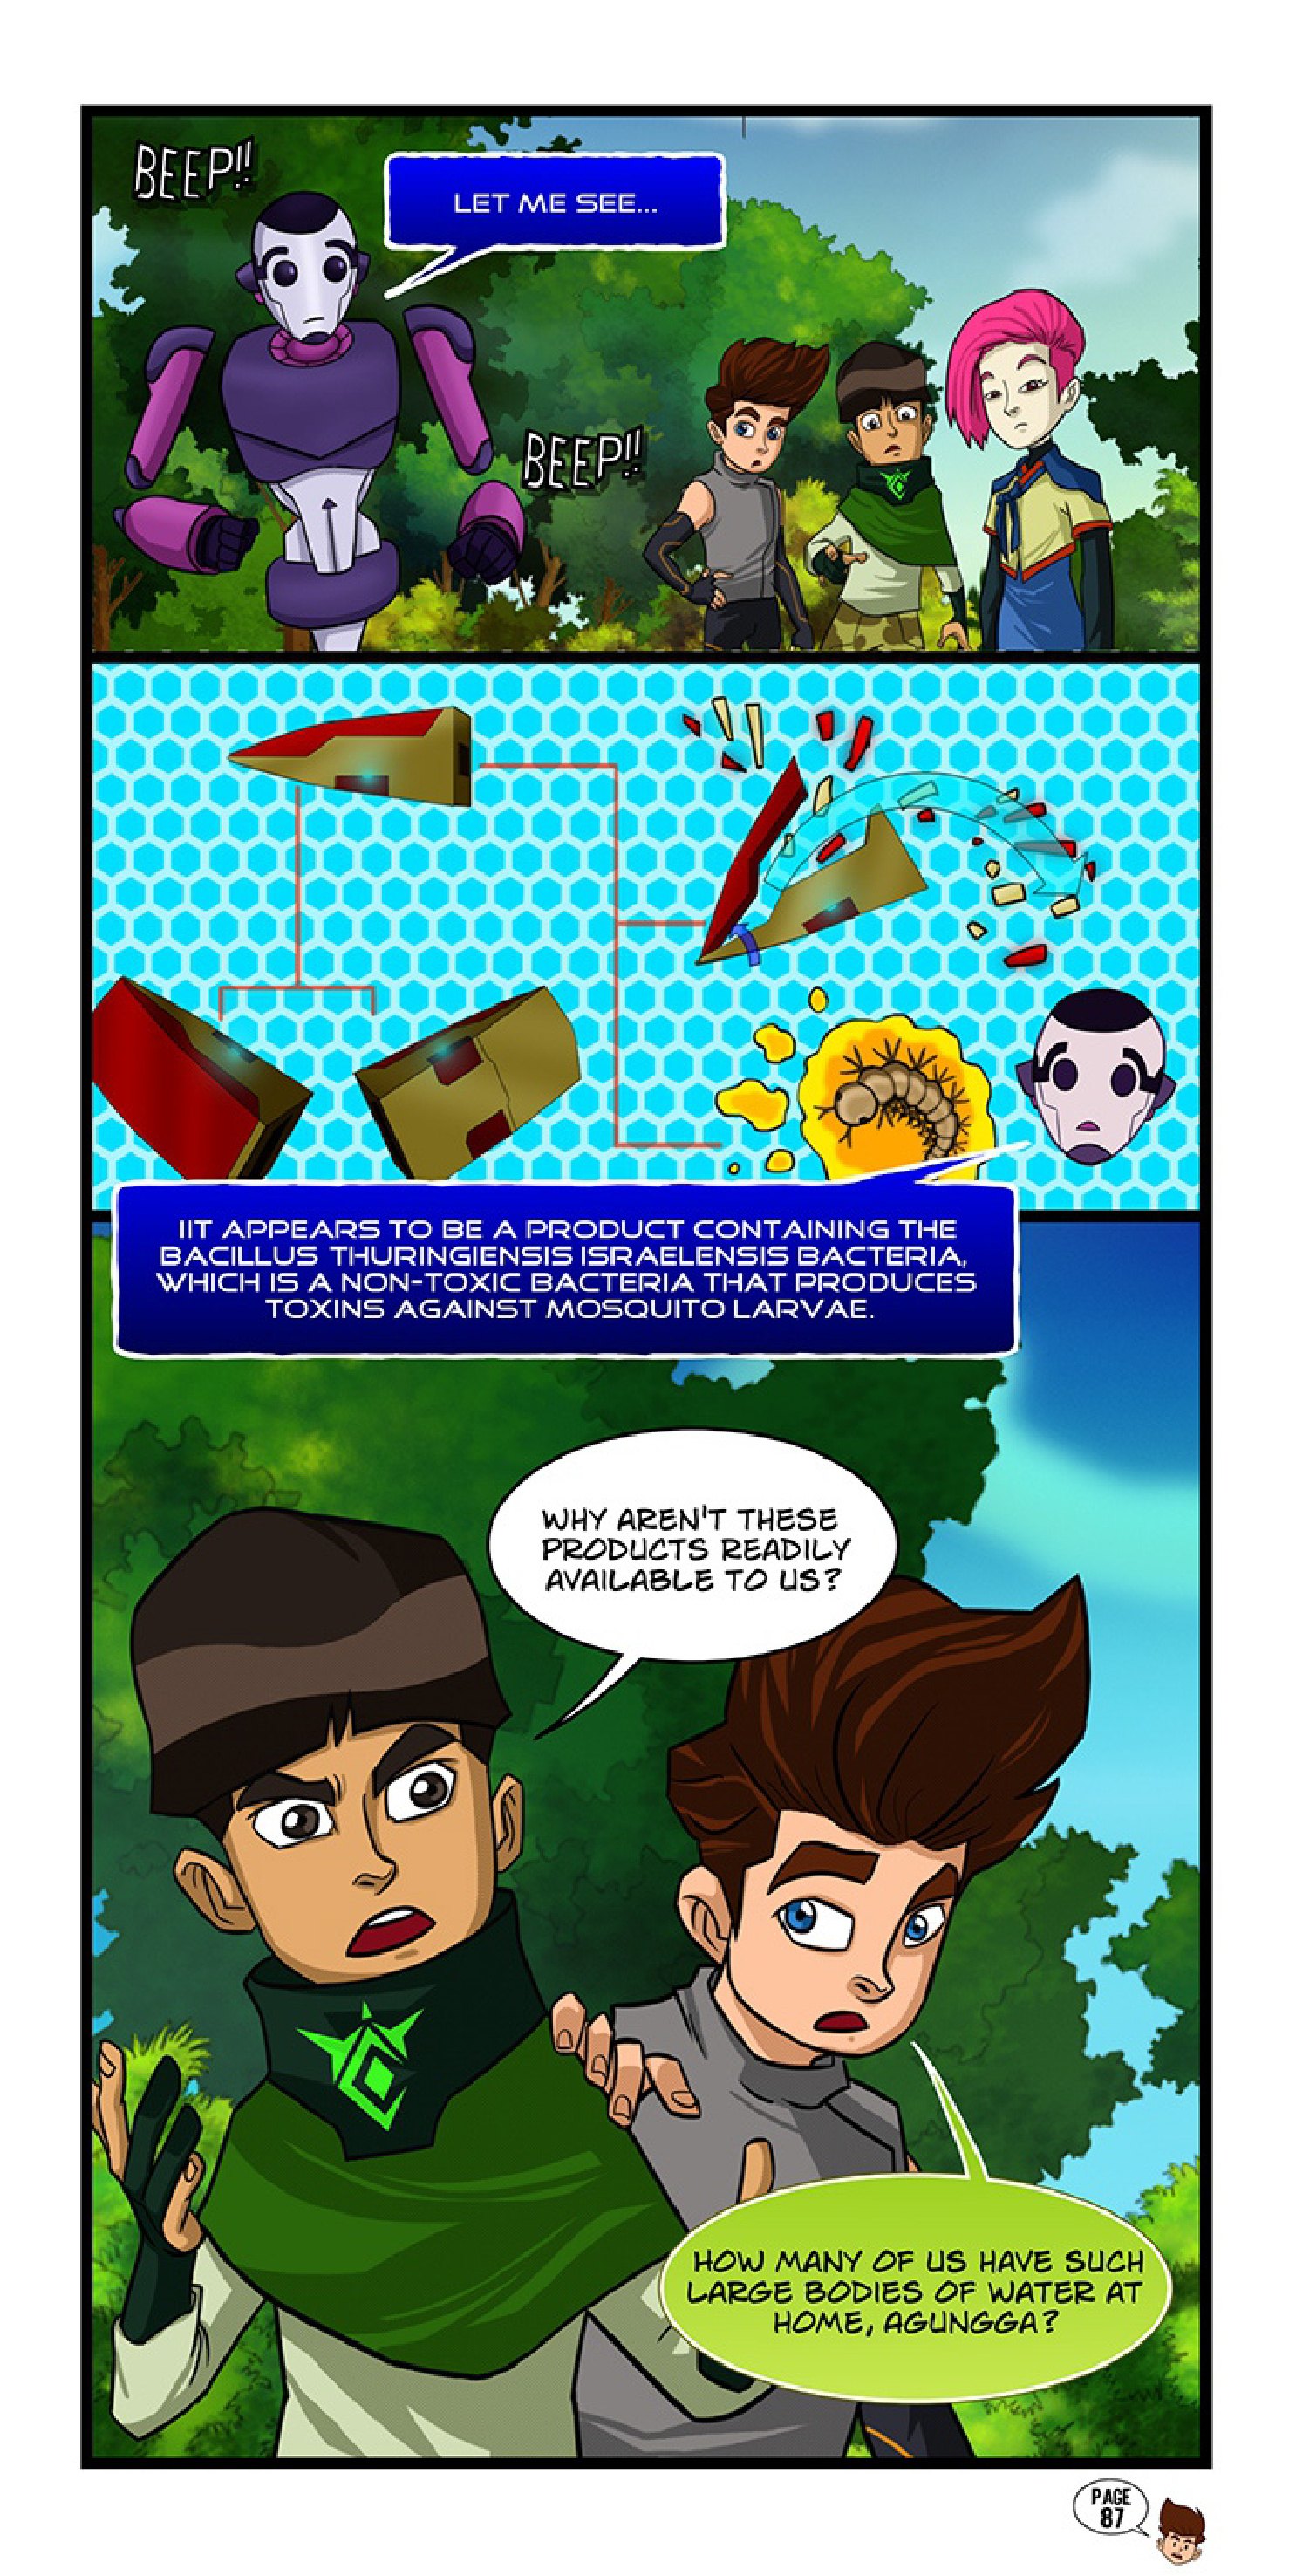 BEEP!!
LET ME SEE...
BEEP!!
IIT APPEARS TO BE A PRODUCT CONTAINING THE
BACILLUS THURINGIENSIS ISRAELENSIS BACTERIA,
WHICH IS A NON-TOXIC BACTERIA THAT PRODUCES
TOXINS AGAINST MOSQUITO LARVAE.
WHY AREN'T THESE
PRODUCTS READILY
AVAILABLE TO US?
HOW MANY OF US HAVE SUCH
LARGE BODIES OF WATER AT
HOME, AGUNGGA?
PAGE
87